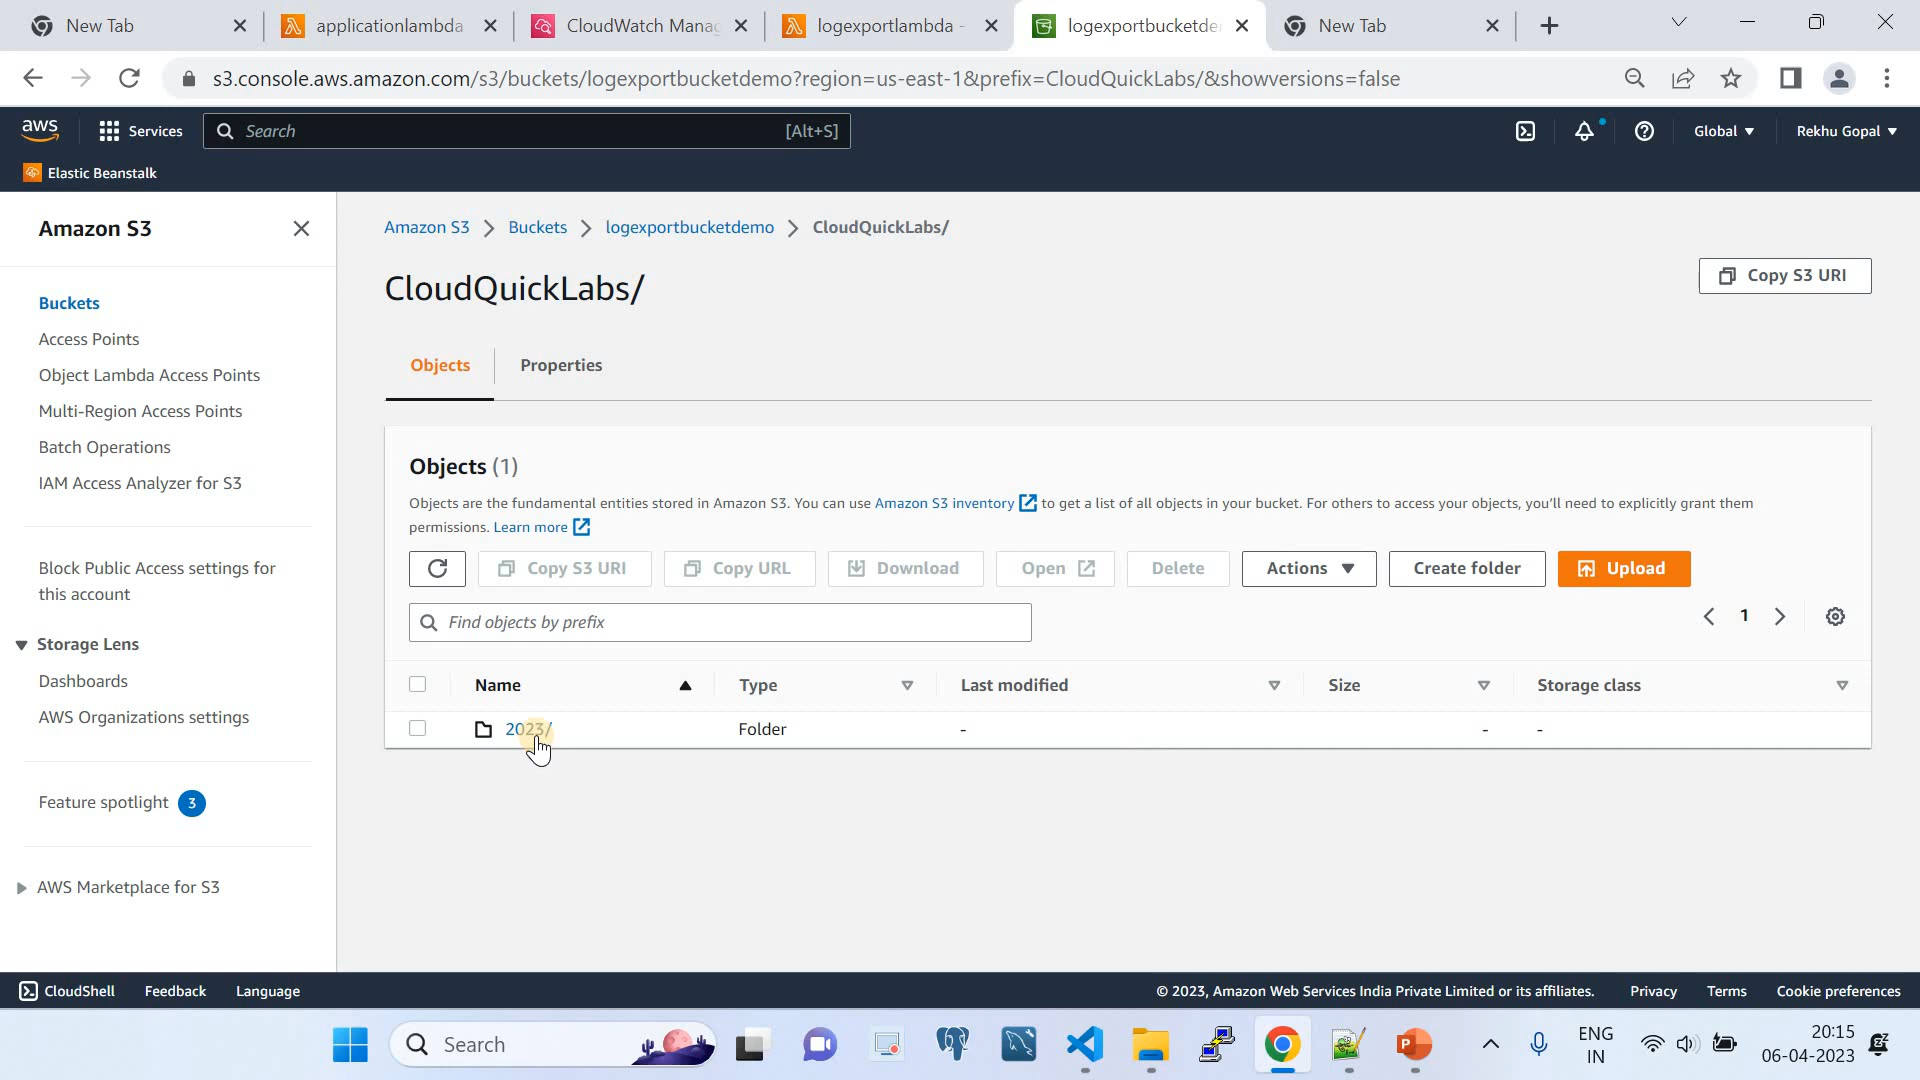 New Tab
applicationlambda
CloudWatch Manag
logexportlambda -
logexportbucketde
New Tab
s3.console.aws.amazon.com/s3/buckets/logexportbucketdemo?region=us-east-1&prefix=CloudQuickLabs/&showversions=false
aws
Services
Search
[Alt+S]
Global
Rekhu Gopal
Elastic Beanstalk
Amazon S3
Buckets
Access Points
Object Lambda Access Points
Multi-Region Access Points
Batch Operations
IAM Access Analyzer for S3
Block Public Access settings for
this account
Storage Lens
Dashboards
AWS Organizations settings
Feature spotlight 3
AWS Marketplace for S3
Amazon S3
Buckets
logexportbucketdemo
CloudQuickLabs/
CloudQuickLabs/
Copy S3 URI
Objects
Properties
Objects (1)
Objects are the fundamental entities stored in Amazon S3. You can use Amazon S3 inventory to get a list of all objects in your bucket. For others to access your objects, you'll need to explicitly grant them
permissions. Learn more
Copy S3 URI
Copy URL
Download
Open
Delete
Actions
Create folder
Upload
Find objects by prefix
1
Name
Type
Last modified
Size
Storage class
2023/
Folder
-
-
-
CloudShell
Feedback
Language
© 2023, Amazon Web Services India Private Limited or its affiliates.
Privacy
Terms
Cookie preferences
Search
ENG
IN
20:15
06-04-2023